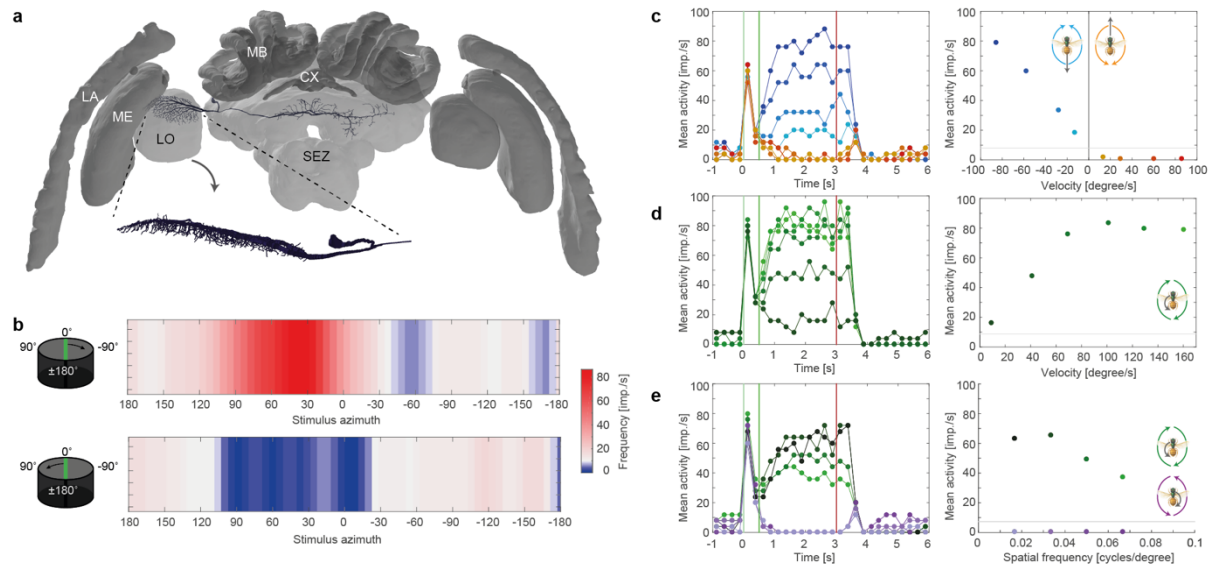 a
MB
CX
LA
ME
LO
SEZ
b
0°
90°
-90°
±180°
180 150 120 90 60 30 0 -30 -60 -90 -120 -150 -180
Stimulus azimuth
0°
90°
-90°
±180°
180 150 120 90 60 30 0 -30 -60 -90 -120 -150 -180
Stimulus azimuth
80
60
40
20
0
Frequency [imp./s]
c
100
80
60
40
20
0
Mean activity [imp./s]
-1 0 1 2 3 4 5 6
Time [s]
100
80
60
40
20
0
Mean activity [imp./s]
-100 -80 -60 -40 -20 0 20 40 60 80 100
Velocity [degree/s]
d
100
80
60
40
20
0
Mean activity [imp./s]
-1 0 1 2 3 4 5 6
Time [s]
100
80
60
40
20
0
Mean activity [imp./s]
0 20 40 60 80 100 120 140 160
Velocity [degree/s]
e
100
80
60
40
20
0
Mean activity [imp./s]
-1 0 1 2 3 4 5 6
Time [s]
100
80
60
40
20
0
Mean activity [imp./s]
0 0.02 0.04 0.06 0.08 0.1
Spatial frequency [cycles/degree]